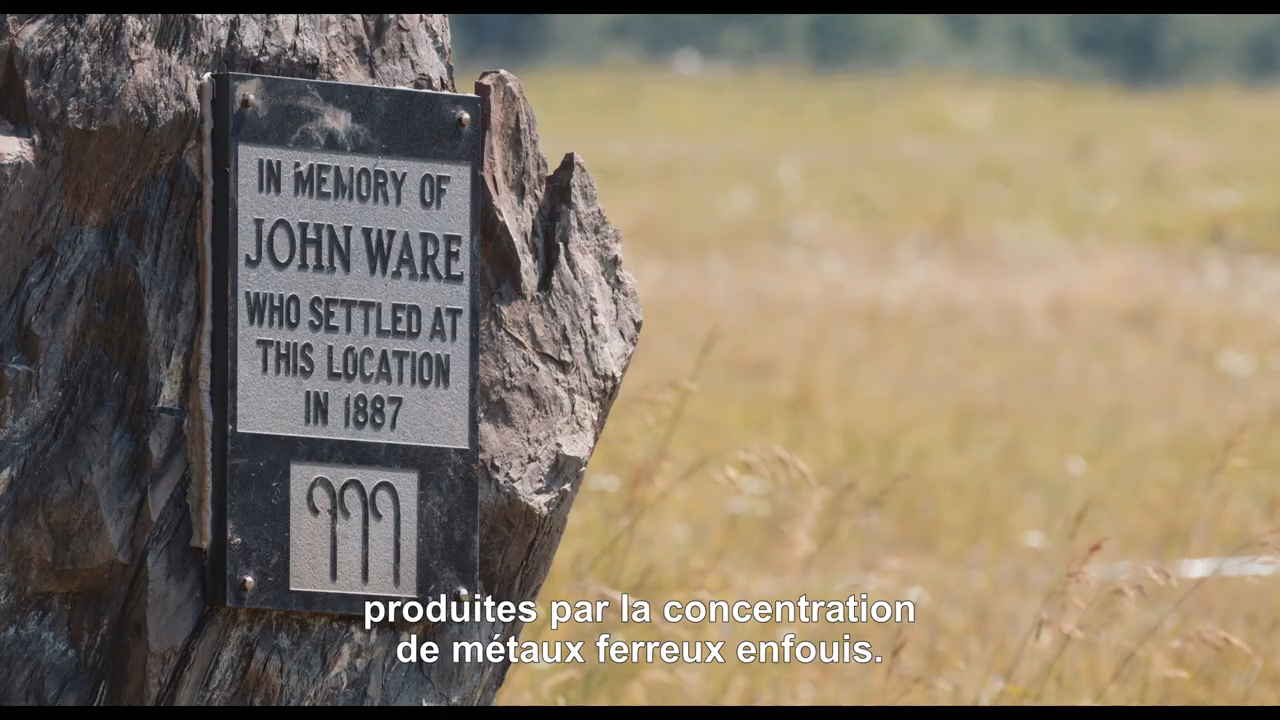 IN MEMORY OF
JOHN WARE
WHO SETTLED AT
THIS LOCATION
IN 1887
999
produites par la concentration
de métaux ferreux enfouis.